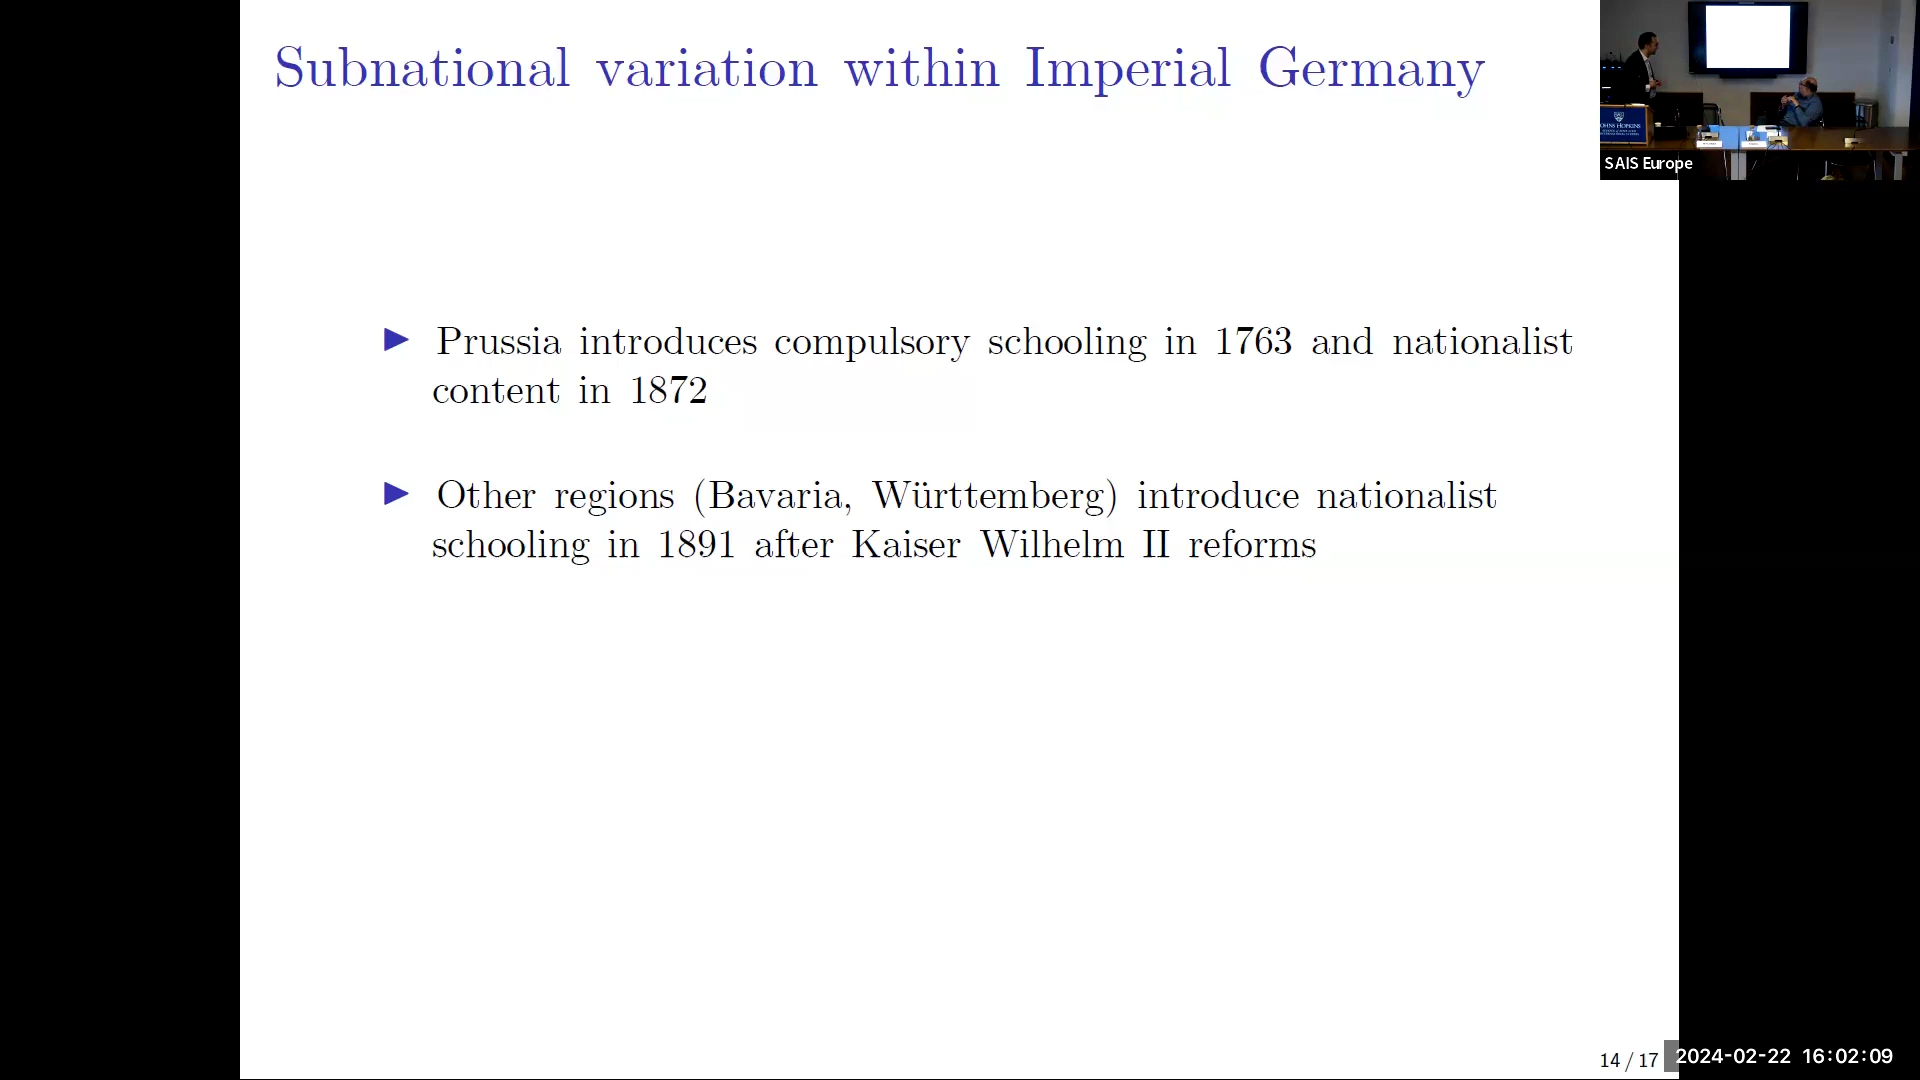 Subnational variation within Imperial Germany
▶ Prussia introduces compulsory schooling in 1763 and nationalist
content in 1872
▶ Other regions (Bavaria, Württemberg) introduce nationalist
schooling in 1891 after Kaiser Wilhelm II reforms
14 / 17
JOHNS HOPKINS
SAIS Europe
2024-02-22 16:02:09